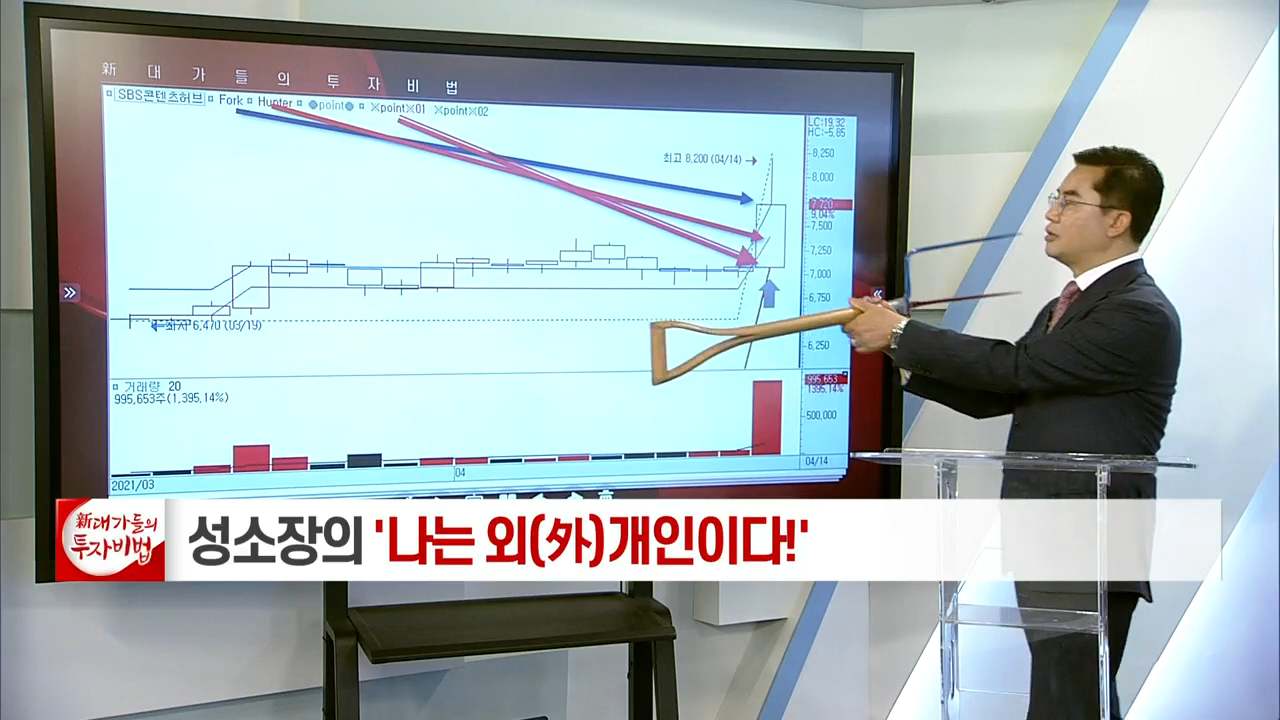 新 대 가 들 의 투 자 비 법
SBS콘텐츠허브 Fork Hunter ●point● ※point※01 ※point※02
LC:19,32
HC:-5,85
최고 8,200 (04/14) →
8,250
8,000
7,720
9,04%
7,500
7,250
7,000
6,750
6,250
6,470 (03/19)
거래량 20
995,653주(1,395,14%)
995,653
1395,14%
500,000
2021/03
04
04/14
新대가들의
투자비법
성소장의 '나는 외(外)개인이다!'